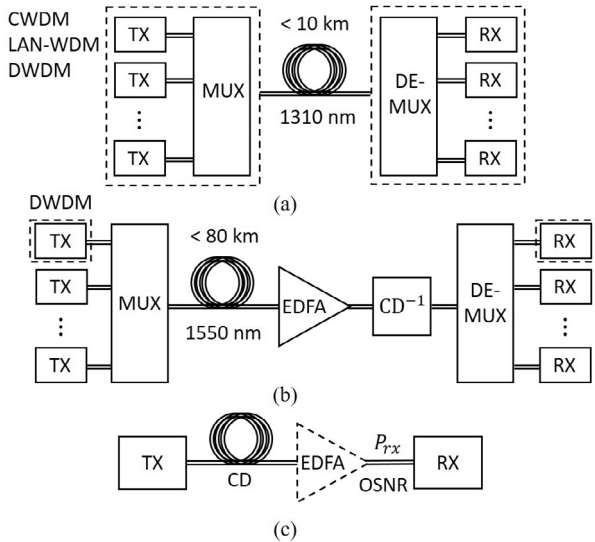 CWDM
LAN-WDM
DWDM
TX
TX
⋮
TX
MUX
< 10 km
1310 nm
DE-
MUX
RX
RX
⋮
RX
(a)
DWDM
TX
TX
⋮
TX
MUX
< 80 km
1550 nm
EDFA
CD⁻¹
DE-
MUX
RX
RX
⋮
RX
(b)
TX
CD
EDFA
P_rx
OSNR
RX
(c)